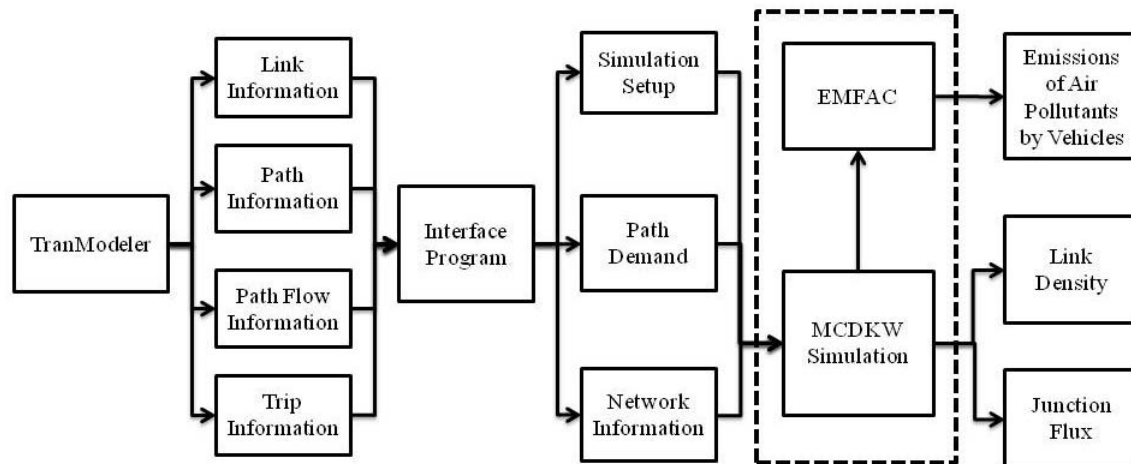 TranModeler
Link
Information
Path
Information
Path Flow
Information
Trip
Information
Interface
Program
Simulation
Setup
Path
Demand
Network
Information
EMFAC
MCDKW
Simulation
Emissions
of Air
Pollutants
by Vehicles
Link
Density
Junction
Flux